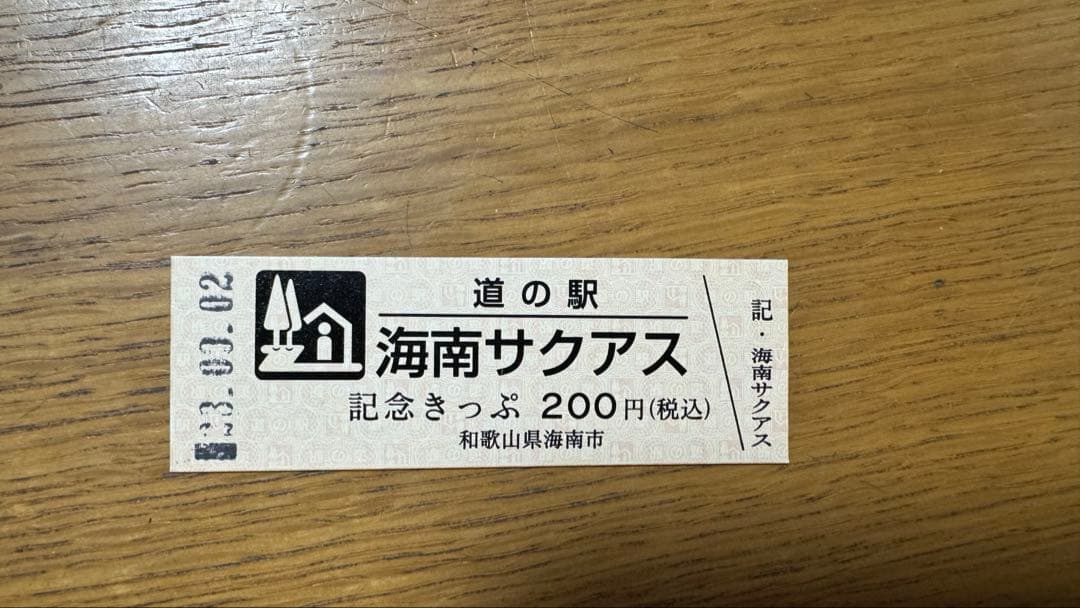 道の駅
海南サクアス
記念きっぷ 200円(税込)
和歌山県海南市
記・海南サクアス